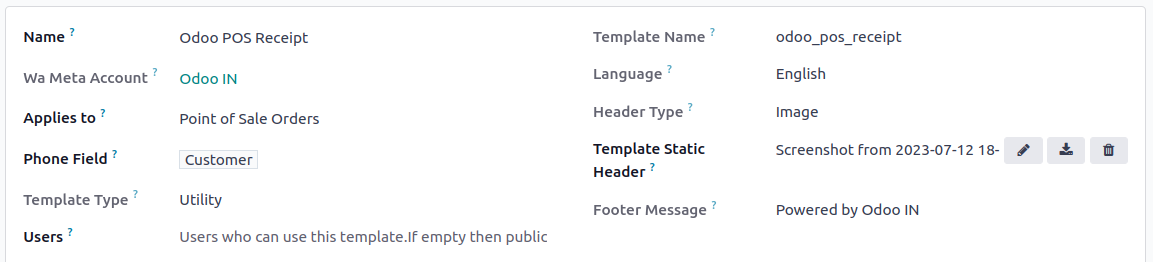 Name ?
Odoo POS Receipt
Wa Meta Account ?
Odoo IN
Applies to ?
Point of Sale Orders
Phone Field ?
Customer
Template Type ?
Utility
Users ?
Users who can use this template.If empty then public
Template Name ?
odoo_pos_receipt
Language ?
English
Header Type ?
Image
Template Static
Header ?
Screenshot from 2023-07-12 18-
Footer Message ?
Powered by Odoo IN